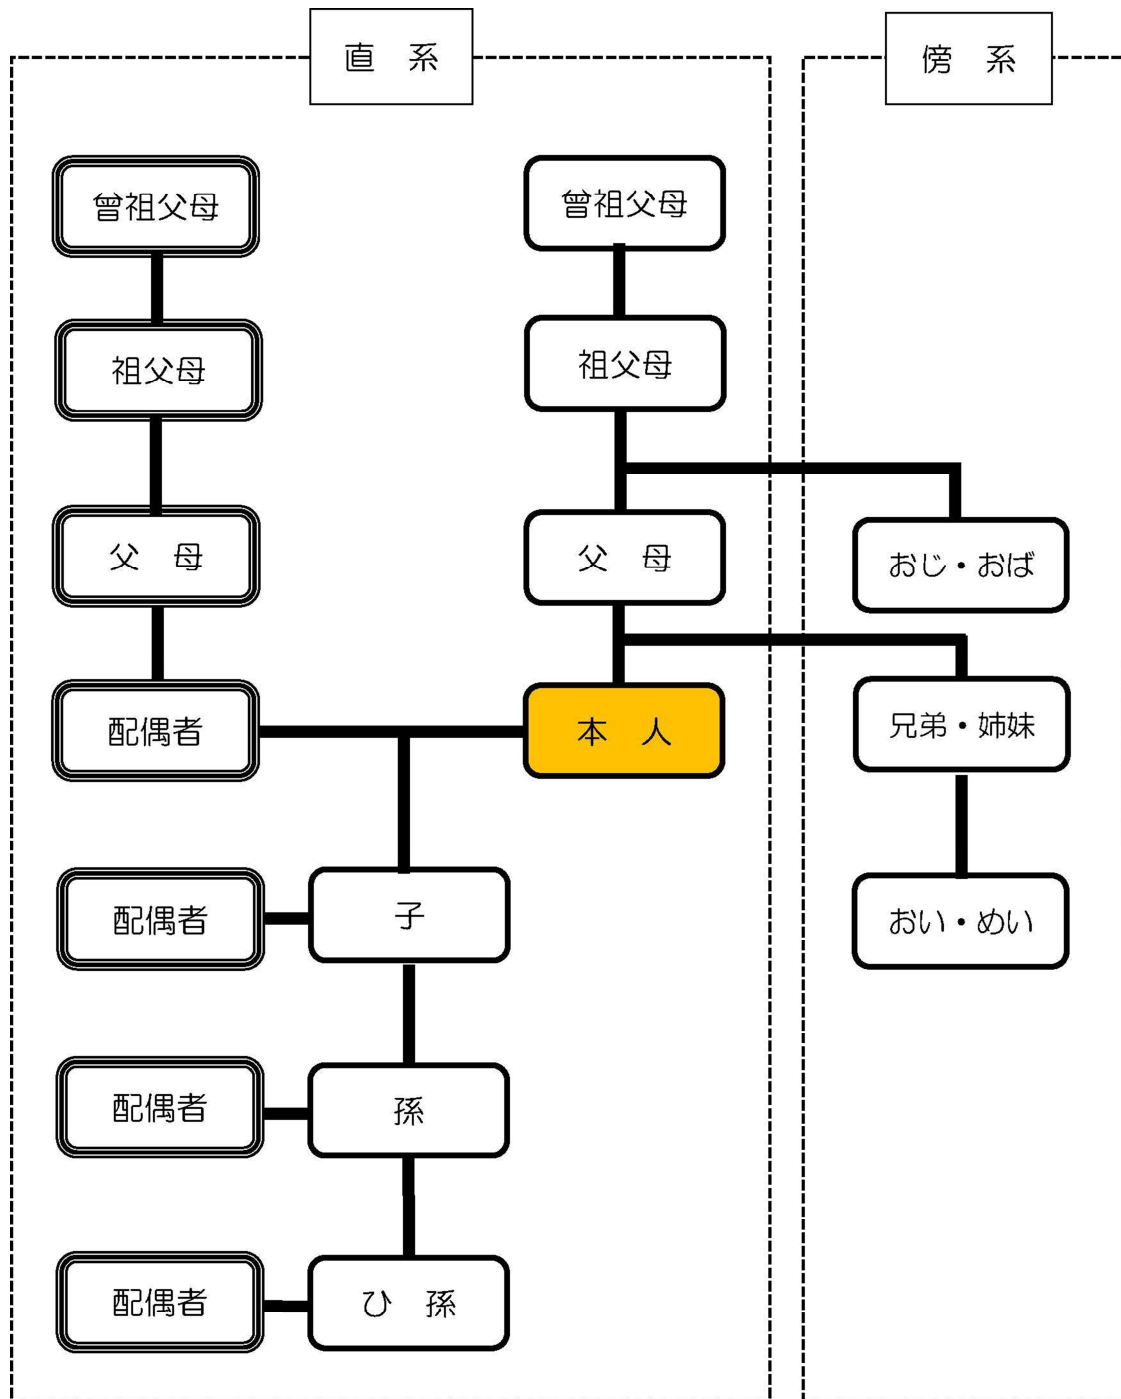 直　系
傍　系
曾祖父母
曾祖父母
祖父母
祖父母
父　母
父　母
おじ・おば
配偶者
本　人
兄弟・姉妹
配偶者
子
おい・めい
配偶者
孫
配偶者
ひ　孫